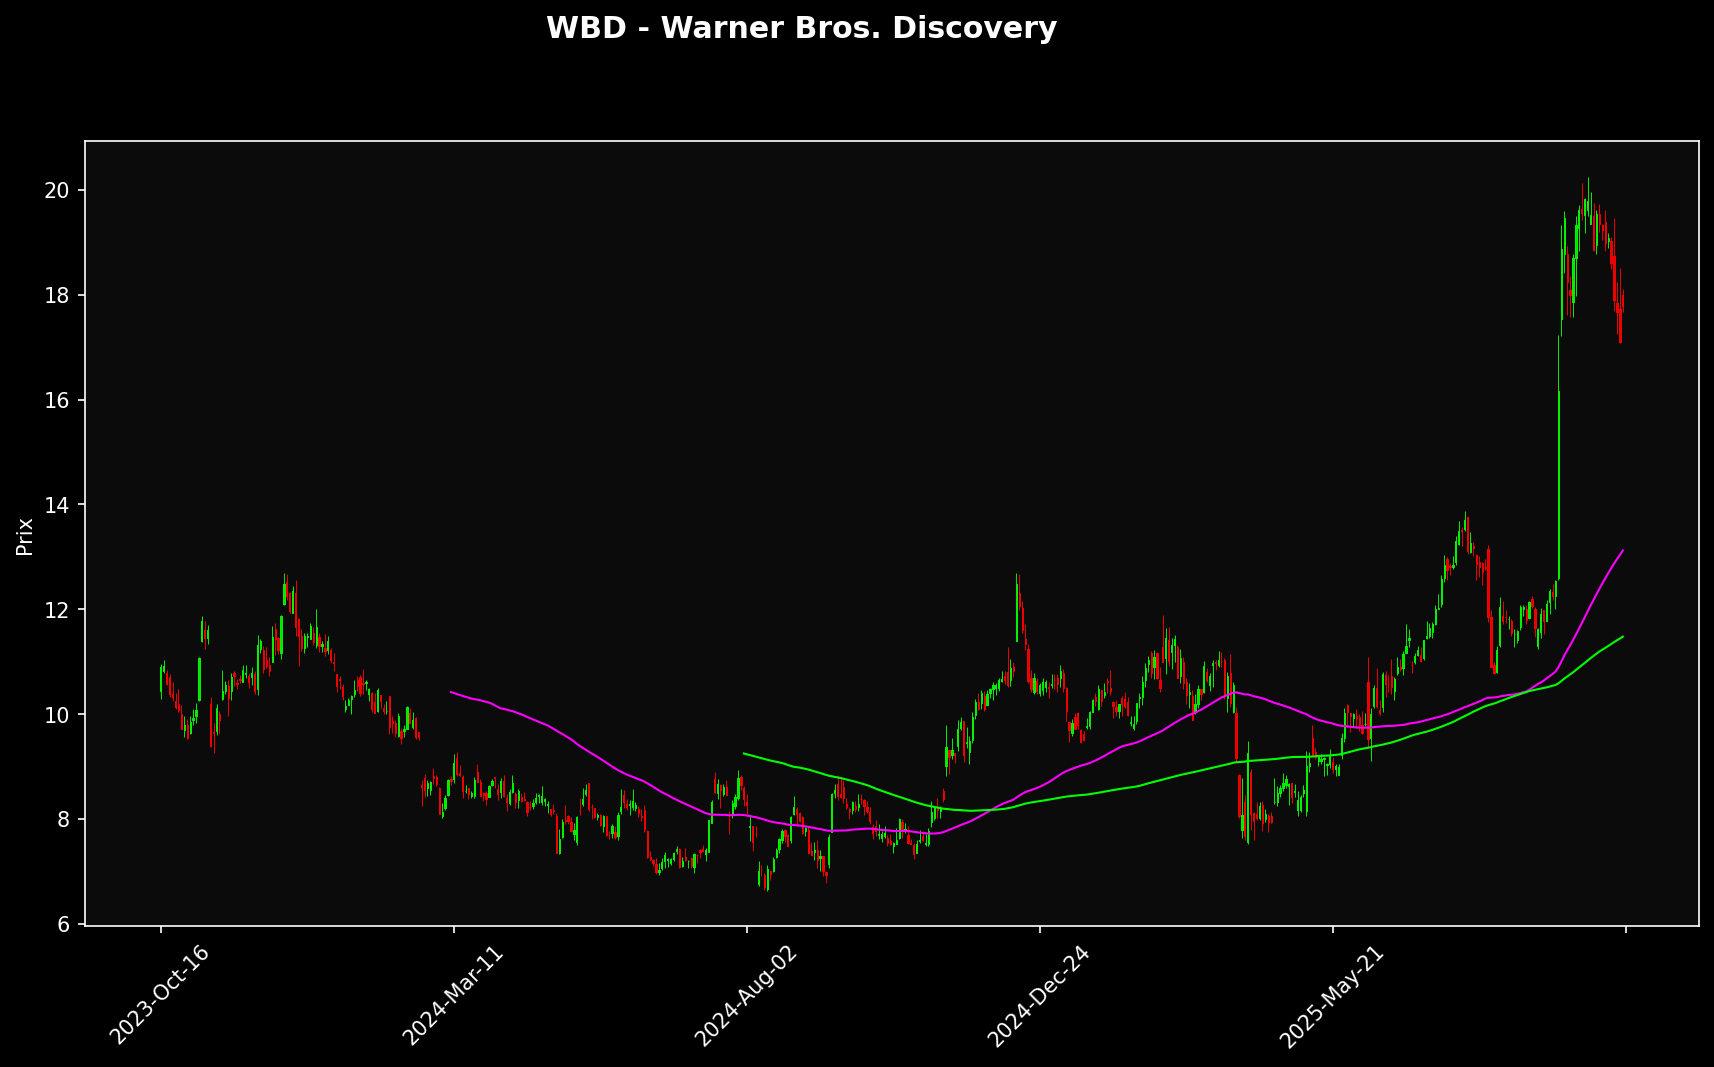 WBD - Warner Bros. Discovery
Prix
20
18
16
14
12
10
8
6
2023-Oct-16
2024-Mar-11
2024-Aug-02
2024-Dec-24
2025-May-21